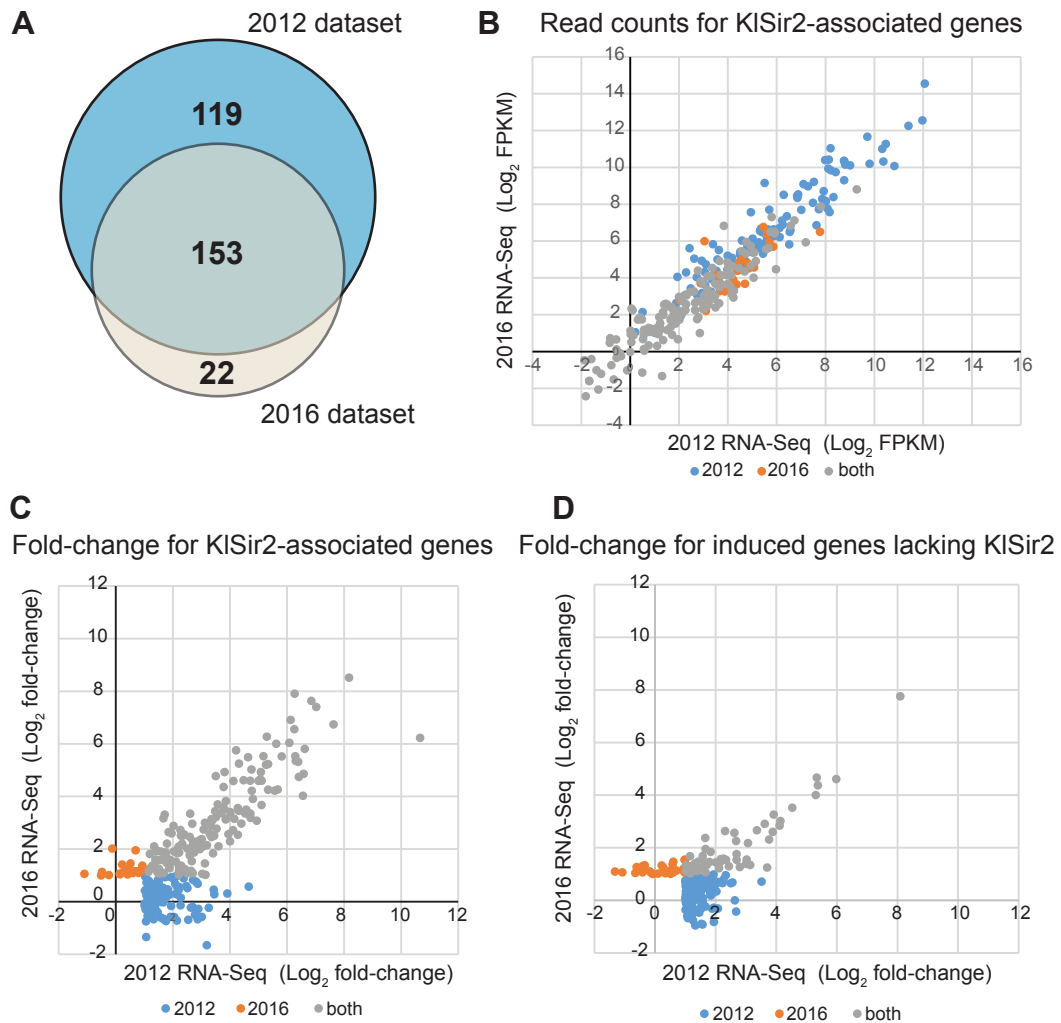 A
2012 dataset
119
153
22
2016 dataset
B
Read counts for KlSir2-associated genes
2016 RNA-Seq (Log2 FPKM)
16
14
12
10
8
6
4
2
0
-2
-4
-4 -2 2 4 6 8 10 12 14 16
2012 RNA-Seq (Log2 FPKM)
2012 2016 both
C
Fold-change for KlSir2-associated genes
2016 RNA-Seq (Log2 fold-change)
12
10
8
6
4
2
0
-2
-2 0 2 4 6 8 10 12
2012 RNA-Seq (Log2 fold-change)
2012 2016 both
D
Fold-change for induced genes lacking KlSir2
2016 RNA-Seq (Log2 fold-change)
12
10
8
6
4
2
0
-2
-2 0 2 4 6 8 10 12
2012 RNA-Seq (Log2 fold-change)
2012 2016 both